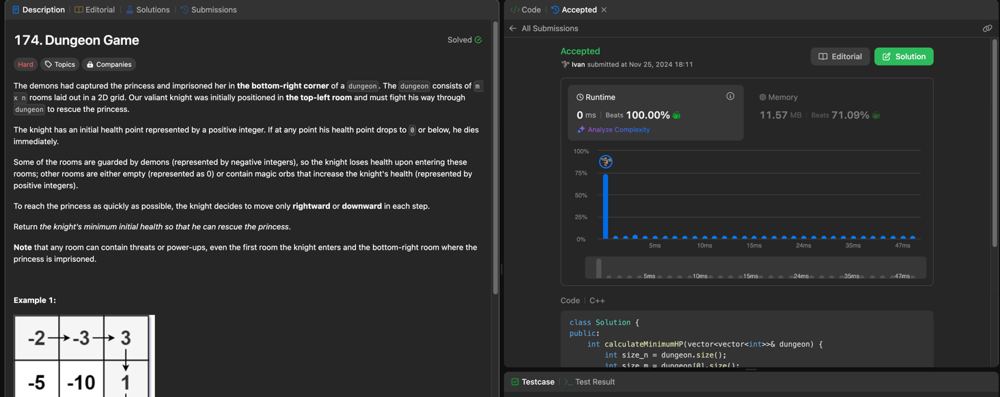 Description | Editorial | Solutions | Submissions
174. Dungeon Game
Solved
Hard Topics Companies
The demons had captured the princess and imprisoned her in the bottom-right corner of a dungeon. The dungeon consists of m
x n rooms laid out in a 2D grid. Our valiant knight was initially positioned in the top-left room and must fight his way through
dungeon to rescue the princess.
The knight has an initial health point represented by a positive integer. If at any point his health point drops to 0 or below, he dies
immediately.
Some of the rooms are guarded by demons (represented by negative integers), so the knight loses health upon entering these
rooms; other rooms are either empty (represented as 0) or contain magic orbs that increase the knight's health (represented by
positive integers).
To reach the princess as quickly as possible, the knight decides to move only rightward or downward in each step.
Return the knight's minimum initial health so that he can rescue the princess.
Note that any room can contain threats or power-ups, even the first room the knight enters and the bottom-right room where the
princess is imprisoned.
Example 1:
-2 -3 3
-5 -10 1
</> Code | Accepted
All Submissions
Accepted
Ivan submitted at Nov 25, 2024 18:11
Editorial
Solution
Runtime
0 ms | Beats 100.00%
Analyze Complexity
Memory
11.57 MB | Beats 71.09%
100%
75%
50%
25%
0%
5ms 10ms 15ms 24ms 35ms 47ms
5ms 10ms 15ms 24ms 35ms 47ms
Code | C++
class Solution {
public:
int calculateMinimumHP(vector<vector<int>>& dungeon) {
int size_n = dungeon.size();
int size_m = dungeon[0].size();
Testcase | >_ Test Result